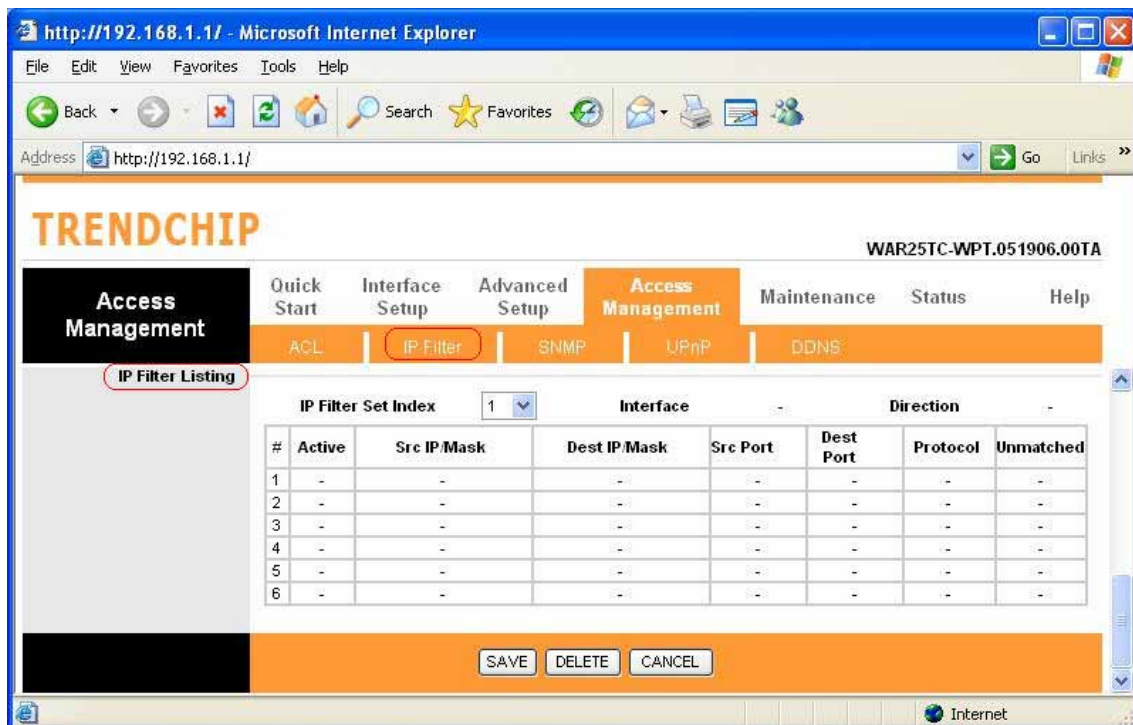 http://192.168.1.1/ - Microsoft Internet Explorer
File Edit View Favorites Tools Help
Back Search Favorites
Address http://192.168.1.1/ Go Links »
TRENDCHIP
WAR25TC-WPT.051906.00TA
Access Management
Quick Start Interface Setup Advanced Setup Access Management Maintenance Status Help
ACL IP Filter SNMP UPnP DDNS
IP Filter Listing
IP Filter Set Index 1 Interface - Direction -
# Active Src IP/Mask Dest IP/Mask Src Port Dest Port Protocol Unmatched
1 - - - - - - -
2 - - - - - - -
3 - - - - - - -
4 - - - - - - -
5 - - - - - - -
6 - - - - - - -
SAVE DELETE CANCEL
Internet